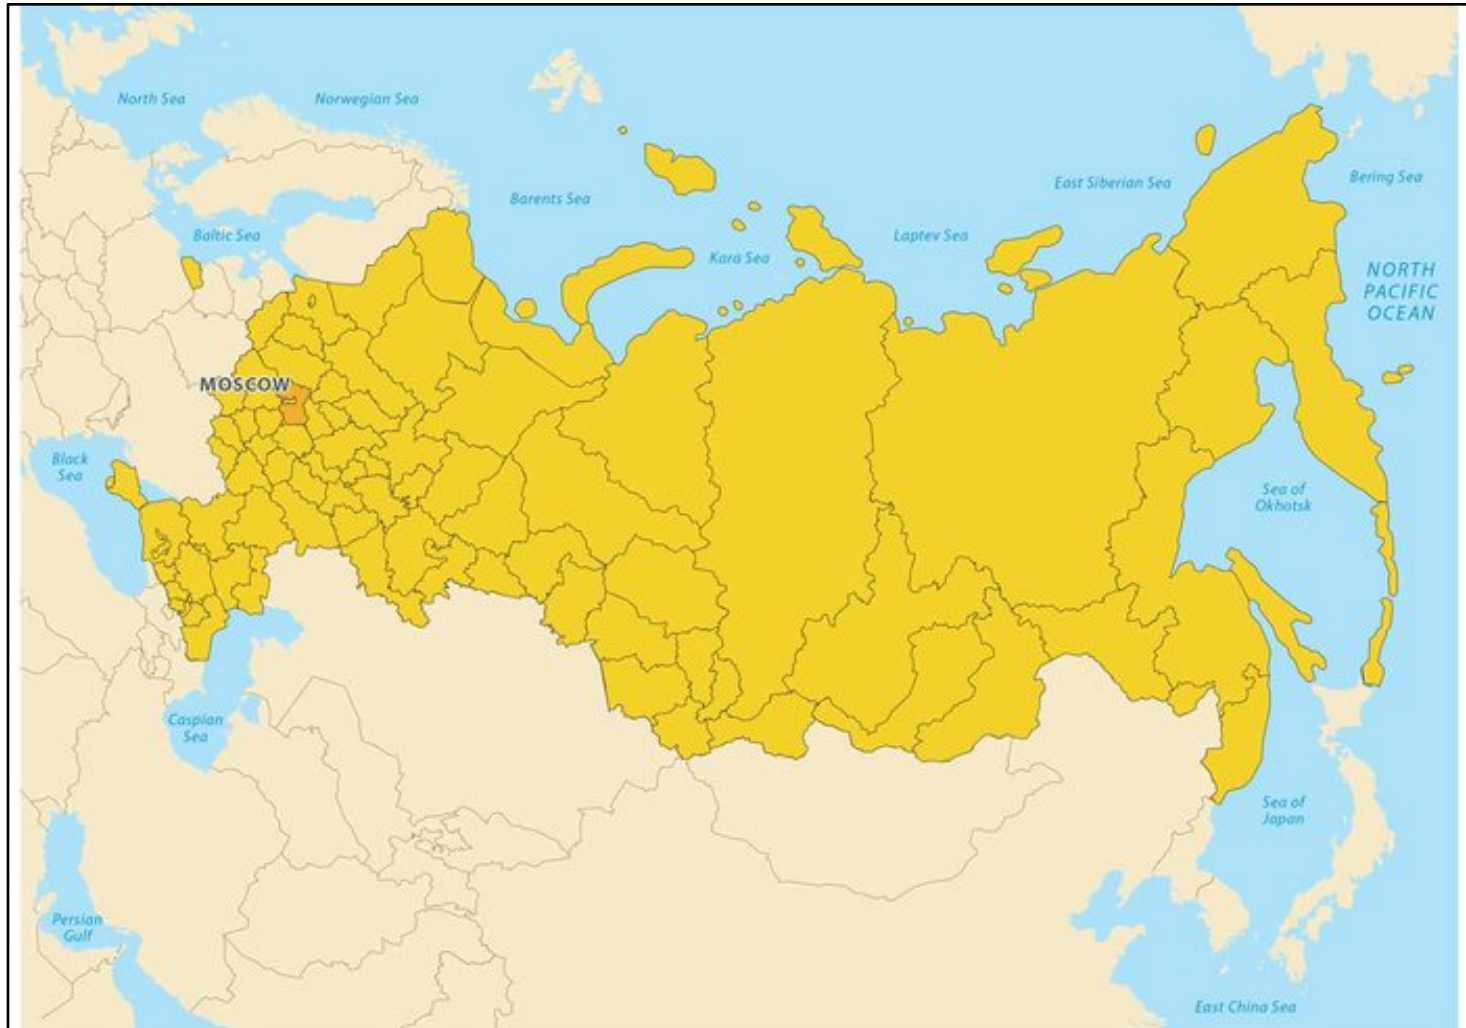 North Sea
Norwegian Sea
Barents Sea
East Siberian Sea
Bering Sea
Baltic Sea
Kara Sea
Laptev Sea
NORTH
PACIFIC
OCEAN
MOSCOW
Black
Sea
Sea of
Okhotsk
Caspian
Sea
Sea of
Japan
Persian
Gulf
East China Sea